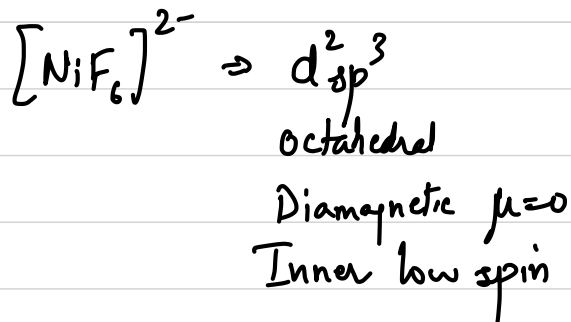 [NiF₆]²⁻ ⇒ d²sp³
octahedral
Diamagnetic μ=0
Inner low spin